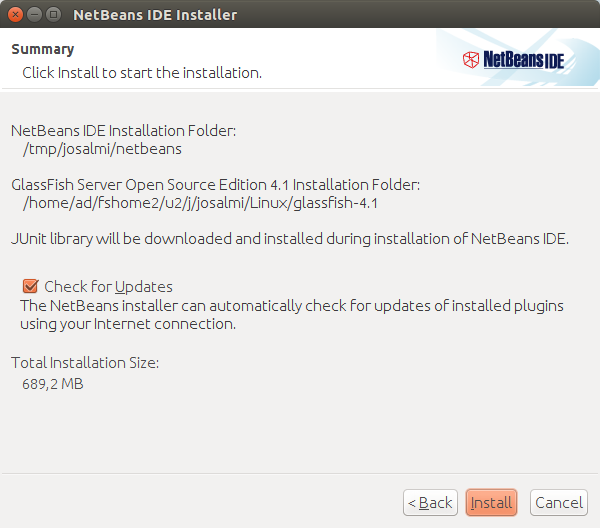 NetBeans IDE Installer
Summary
Click Install to start the installation.
NetBeans IDE
NetBeans IDE Installation Folder:
/tmp/josalmi/netbeans
GlassFish Server Open Source Edition 4.1 Installation Folder:
/home/ad/fshome2/u2/j/josalmi/Linux/glassfish-4.1
JUnit library will be downloaded and installed during installation of NetBeans IDE.
Check for Updates
The NetBeans installer can automatically check for updates of installed plugins
using your Internet connection.
Total Installation Size:
689,2 MB
< Back Install Cancel